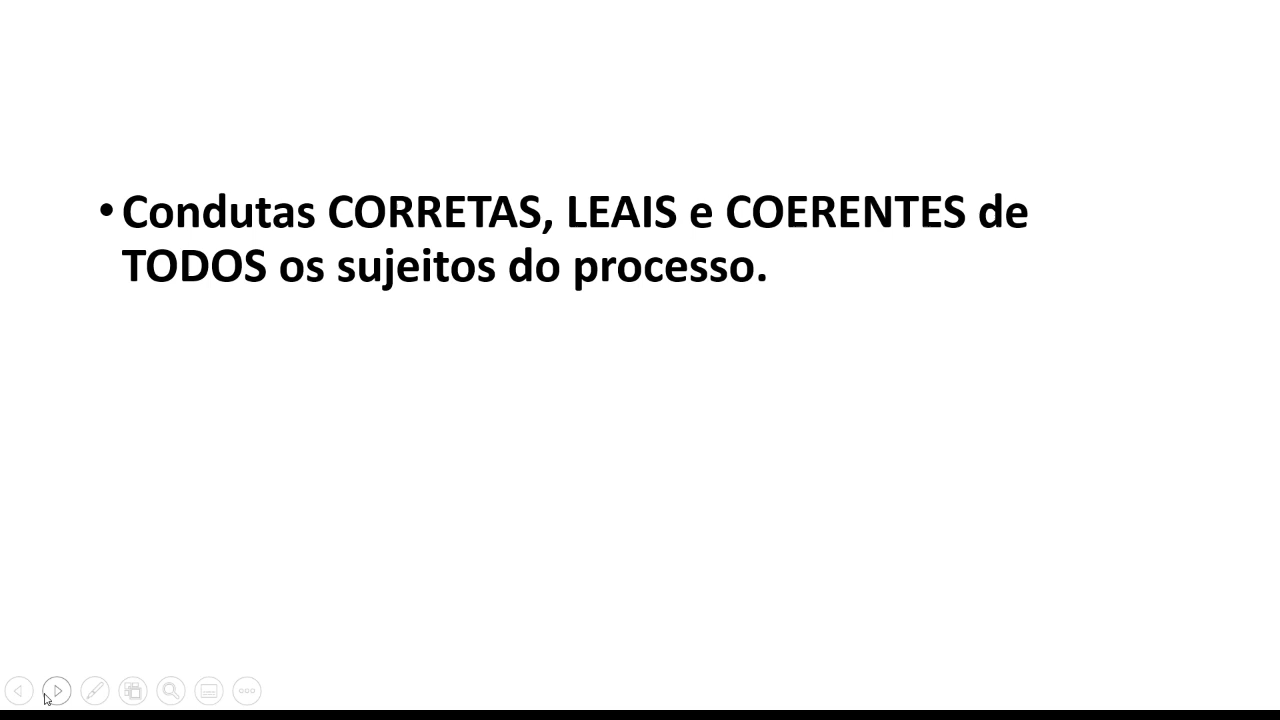 • Condutas CORRETAS, LEAIS e COERENTES de
TODOS os sujeitos do processo.